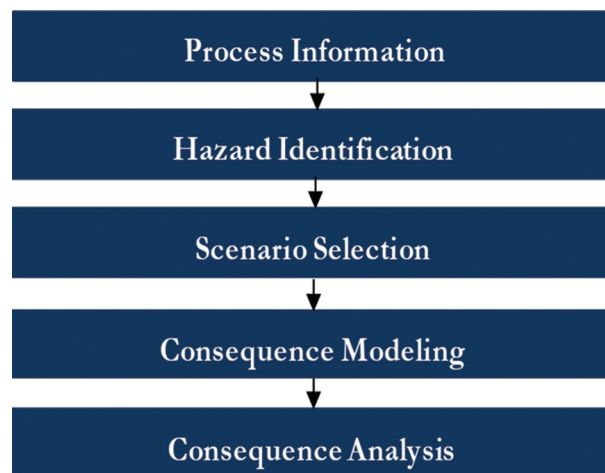 Process Information
Hazard Identification
Scenario Selection
Consequence Modeling
Consequence Analysis